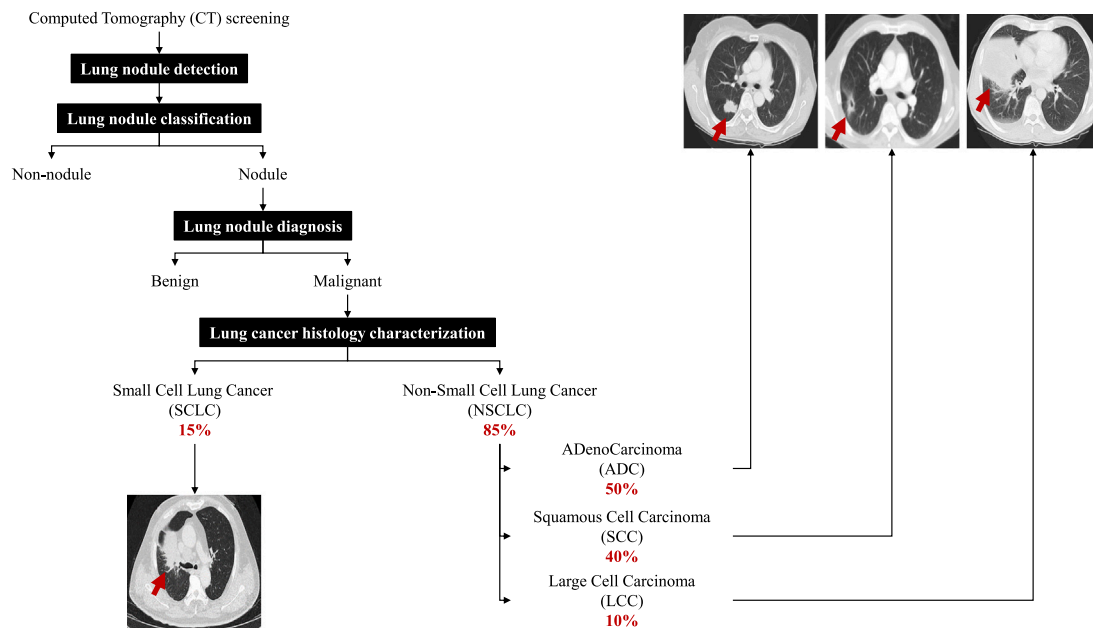 Computed Tomography (CT) screening
Lung nodule detection
Lung nodule classification
Non-nodule
Nodule
Lung nodule diagnosis
Benign
Malignant
Lung cancer histology characterization
Small Cell Lung Cancer
(SCLC)
15%
Non-Small Cell Lung Cancer
(NSCLC)
85%
ADenoCarcinoma
(ADC)
50%
Squamous Cell Carcinoma
(SCC)
40%
Large Cell Carcinoma
(LCC)
10%